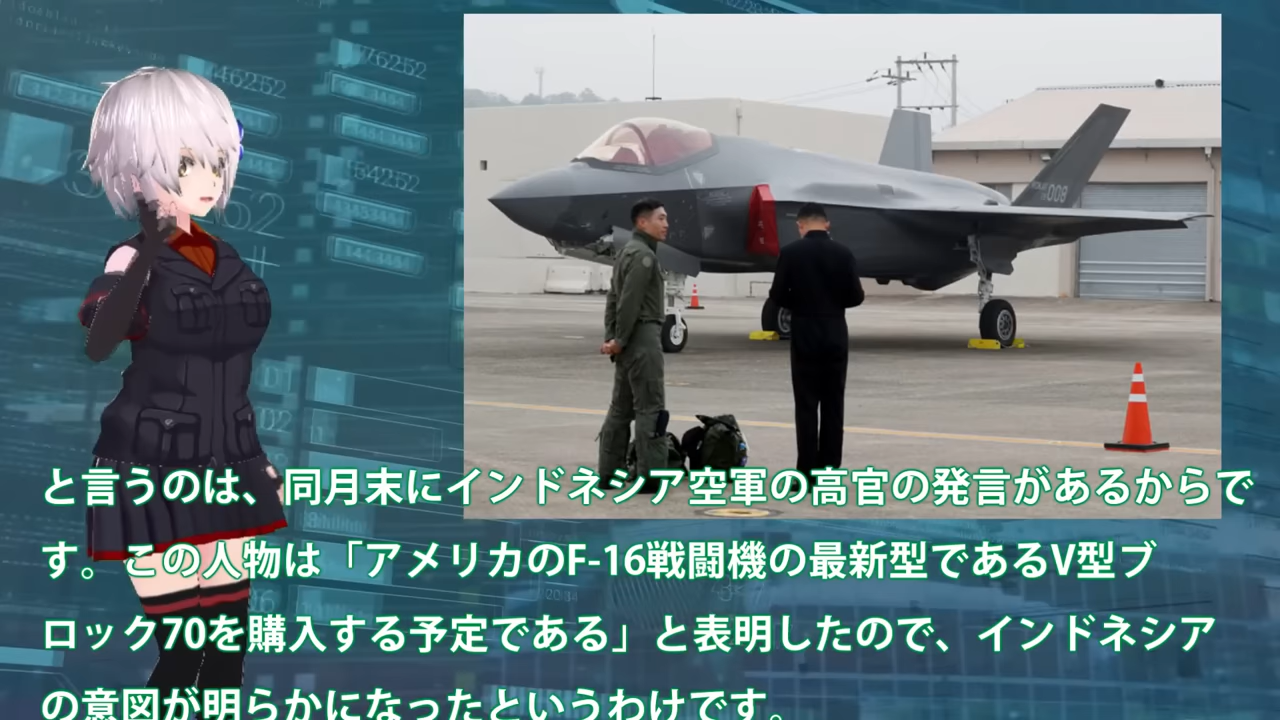 76252
46252
54252
008
と言うのは、同月末にインドネシア空軍の高官の発言があるからで
す。この人物は「アメリカのF-16戦闘機の最新型であるV型ブ
ロック70を購入する予定である」と表明したので、インドネシア
の意図が明らかになったというわけです。